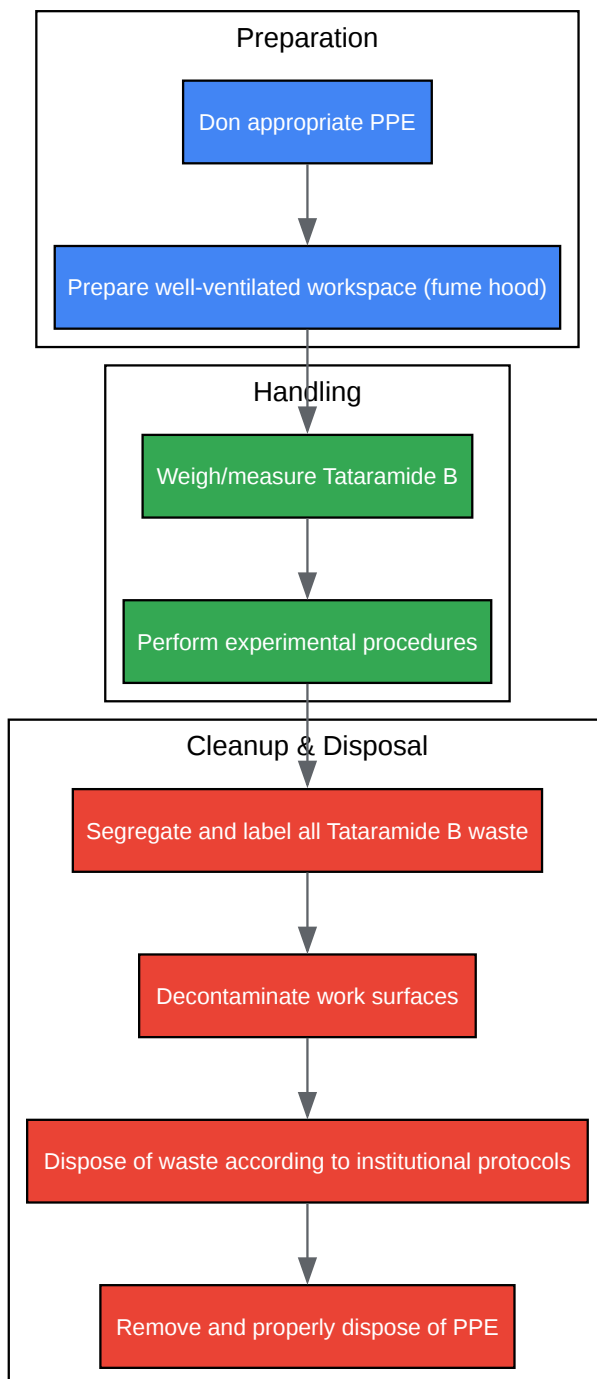 Preparation
Don appropriate PPE
Prepare well-ventilated workspace (fume hood)
Handling
Weigh/measure Tataramide B
Perform experimental procedures
Cleanup & Disposal
Segregate and label all Tataramide B waste
Decontaminate work surfaces
Dispose of waste according to institutional protocols
Remove and properly dispose of PPE